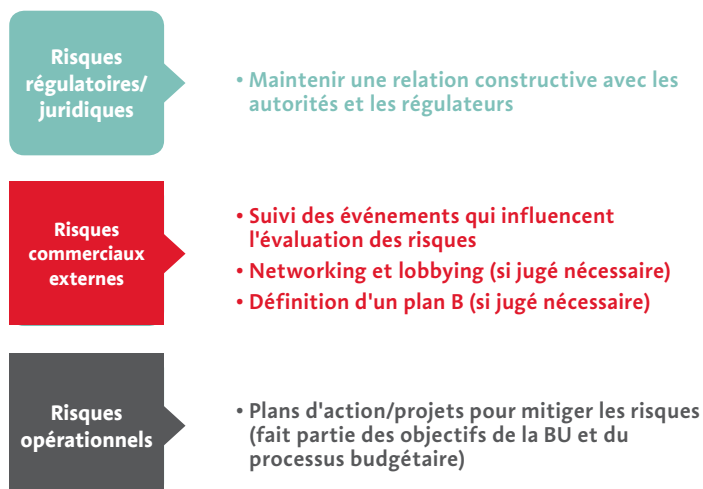 Risques
régulatoires/
juridiques
• Maintenir une relation constructive avec les
autorités et les régulateurs
Risques
commerciaux
externes
• Suivi des événements qui influencent
l'évaluation des risques
• Networking et lobbying (si jugé nécessaire)
• Définition d'un plan B (si jugé nécessaire)
Risques
opérationnels
• Plans d'action/projets pour mitiger les risques
(fait partie des objectifs de la BU et du
processus budgétaire)